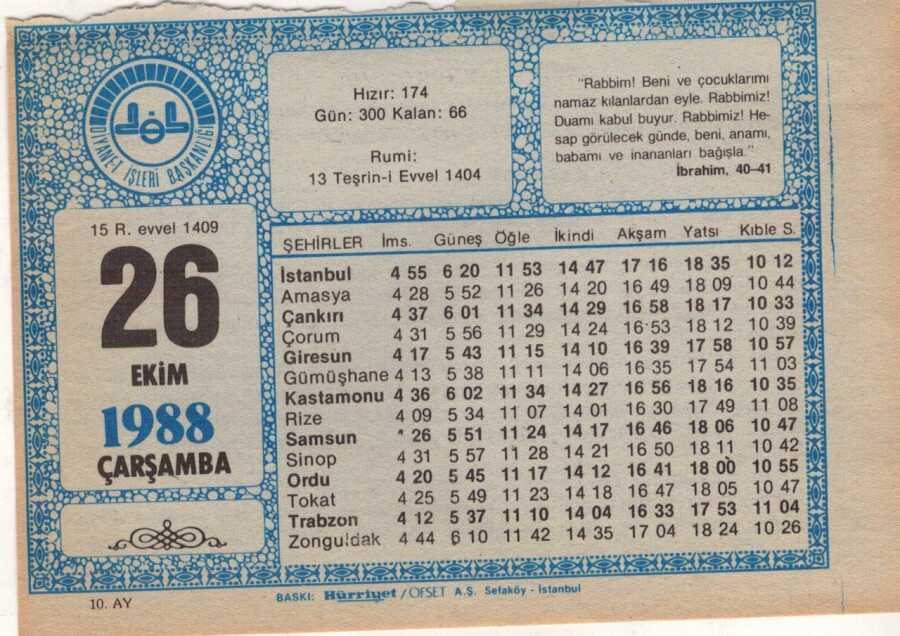 DİYANET İŞLERİ BAŞKANLIĞI
Hızır: 174
Gün: 300 Kalan: 66
Rumi:
13 Teşrin-i Evvel 1404
"Rabbim! Beni ve çocuklarımı
namaz kılanlardan eyle. Rabbimiz!
Duamı kabul buyur. Rabbimiz! He-
sap görülecek günde, beni, anamı,
babamı ve inananları bağışla."
İbrahim, 40–41
15 R. evvel 1409
26
EKİM
1988
ÇARŞAMBA
ŞEHİRLER İms. Güneş Öğle İkindi Akşam Yatsı Kıble S.
İstanbul 4 55 6 20 11 53 14 47 17 16 18 35 10 12
Amasya 4 28 5 52 11 26 14 20 16 49 18 09 10 44
Çankırı 4 37 6 01 11 34 14 29 16 58 18 17 10 33
Çorum 4 31 5 56 11 29 14 24 16 53 18 12 10 39
Giresun 4 17 5 43 11 15 14 10 16 39 17 58 10 57
Gümüşhane 4 13 5 38 11 11 14 06 16 35 17 54 11 03
Kastamonu 4 36 6 02 11 34 14 27 16 56 18 16 10 35
Rize 4 09 5 34 11 07 14 01 16 30 17 49 11 08
Samsun * 26 5 51 11 24 14 17 16 46 18 06 10 47
Sinop 4 31 5 57 11 28 14 21 16 50 18 11 10 42
Ordu 4 20 5 45 11 17 14 12 16 41 18 00 10 55
Tokat 4 25 5 49 11 23 14 18 16 47 18 05 10 47
Trabzon 4 12 5 37 11 10 14 04 16 33 17 53 11 04
Zonguldak 4 44 6 10 11 42 14 35 17 04 18 24 10 26
10. AY
BASKI: Hürriyet / OFSET A.Ş. Sefaköy - İstanbul